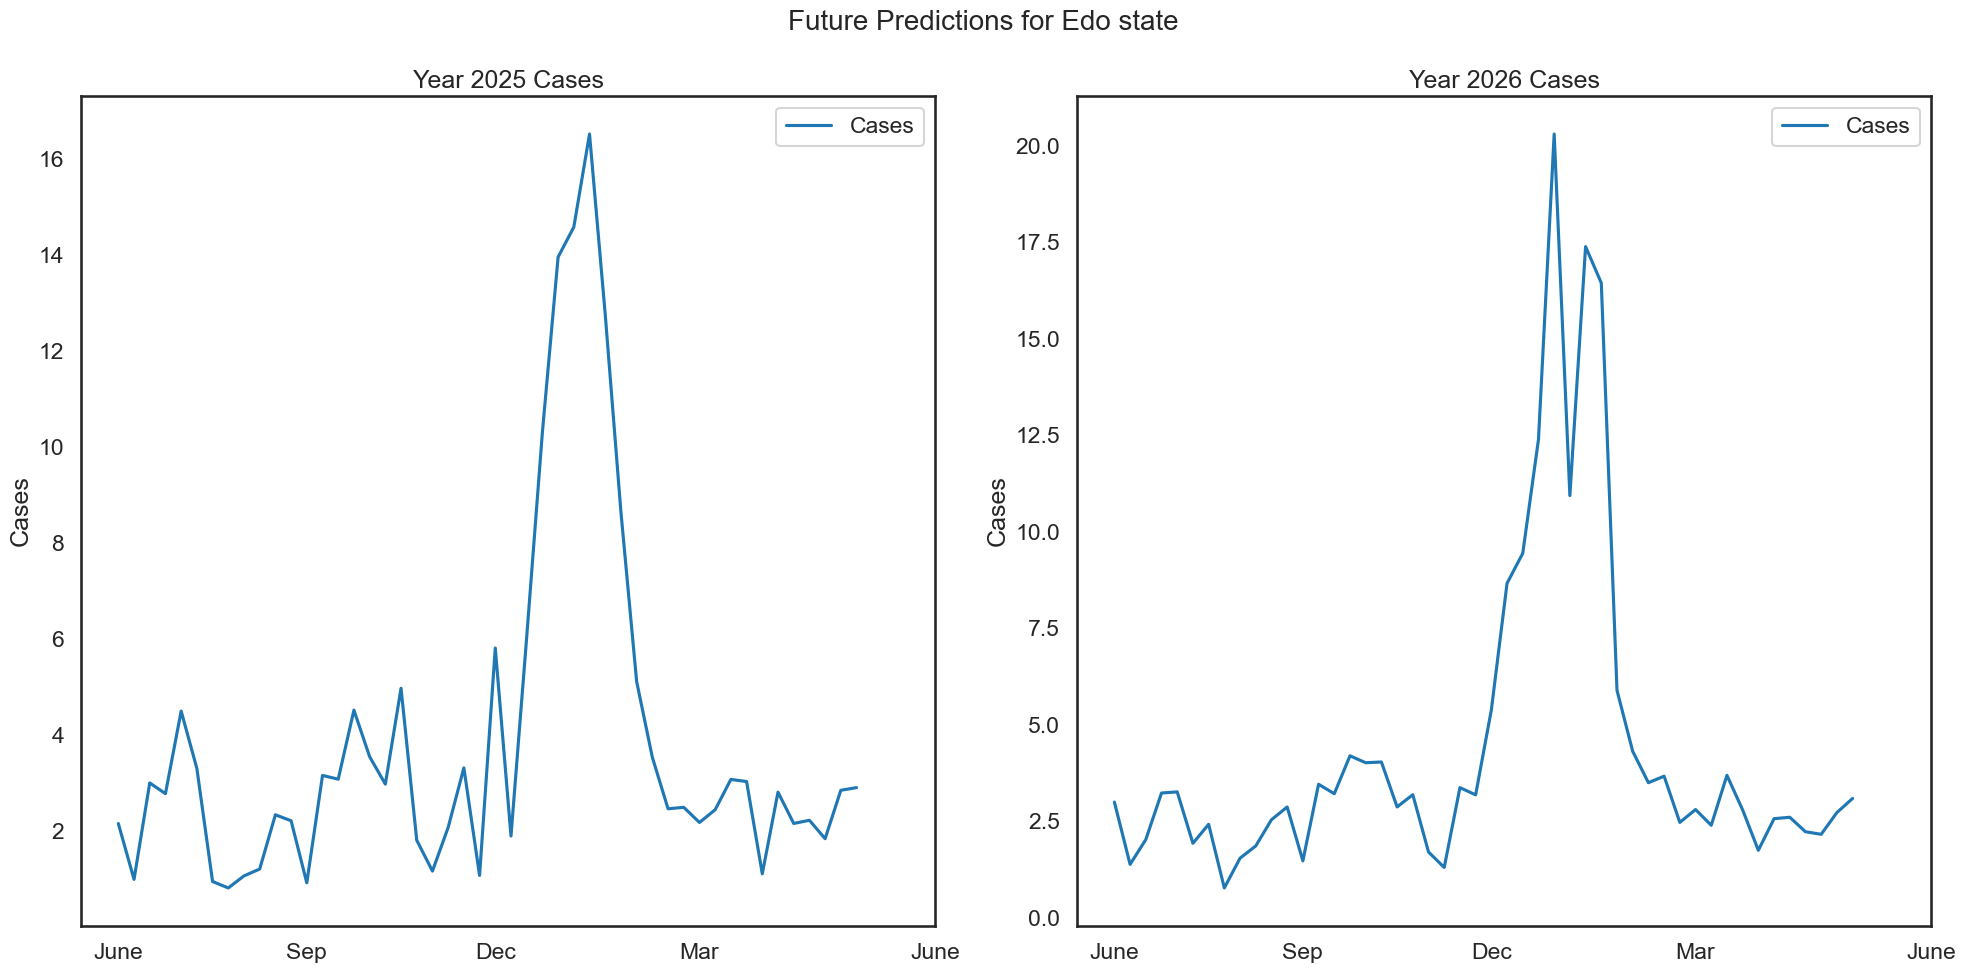 Future Predictions for Edo state
Year 2025 Cases
Cases
16
14
12
10
8
6
4
2
Cases
June
Sep
Dec
Mar
June
Year 2026 Cases
Cases
20.0
17.5
15.0
12.5
10.0
7.5
5.0
2.5
0.0
Cases
June
Sep
Dec
Mar
June